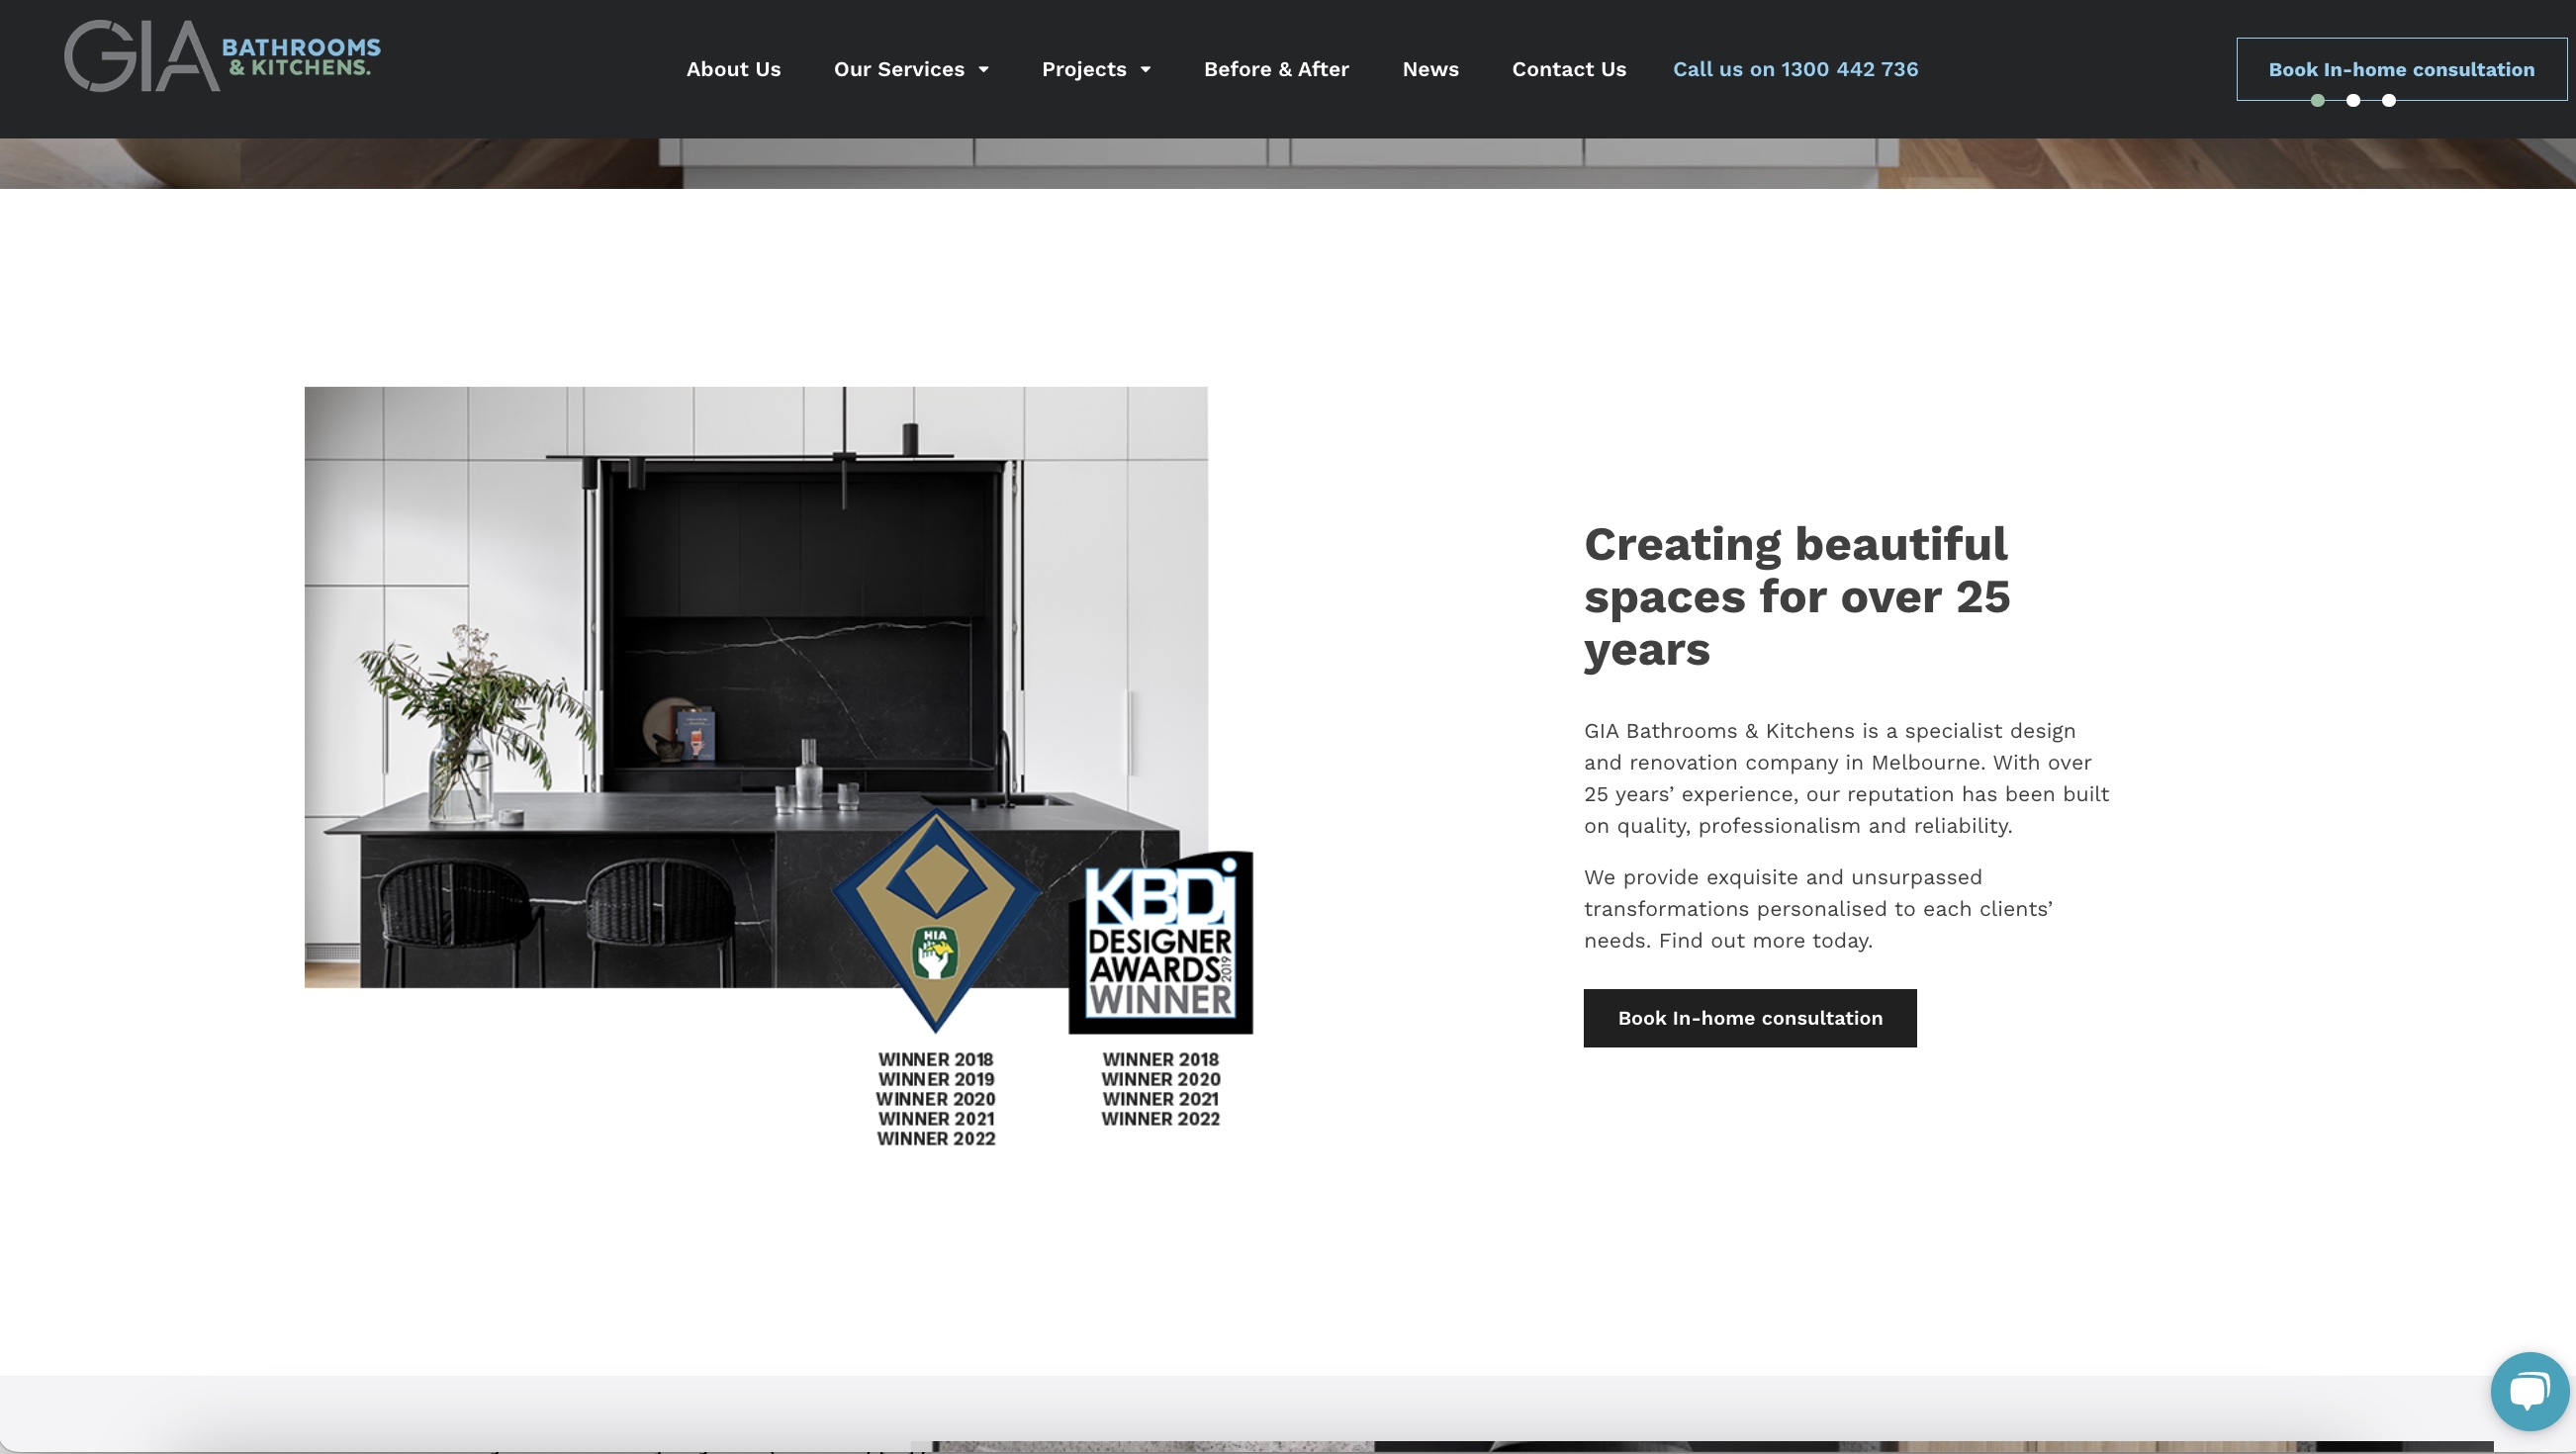 GIA BATHROOMS
& KITCHENS.
About Us
Our Services
Projects
Before & After
News
Contact Us
Call us on 1300 442 736
Book In-home consultation
Creating beautiful
spaces for over 25
years
GIA Bathrooms & Kitchens is a specialist design
and renovation company in Melbourne. With over
25 years’ experience, our reputation has been built
on quality, professionalism and reliability.
We provide exquisite and unsurpassed
transformations personalised to each clients’
needs. Find out more today.
Book In-home consultation
HIA
WINNER 2018
WINNER 2019
WINNER 2020
WINNER 2021
WINNER 2022
KBDi
DESIGNER
AWARDS 2019
WINNER
WINNER 2018
WINNER 2020
WINNER 2021
WINNER 2022